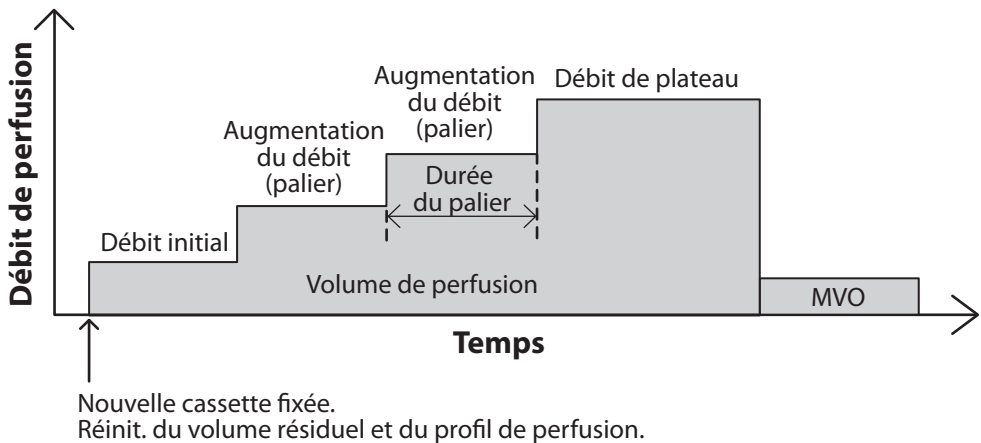 Débit de perfusion
Augmentation
du débit
(palier)
Débit de plateau
Augmentation
du débit
(palier)
Durée
du palier
Débit initial
Volume de perfusion
MVO
Temps
Nouvelle cassette fixée.
Réinit. du volume résiduel et du profil de perfusion.